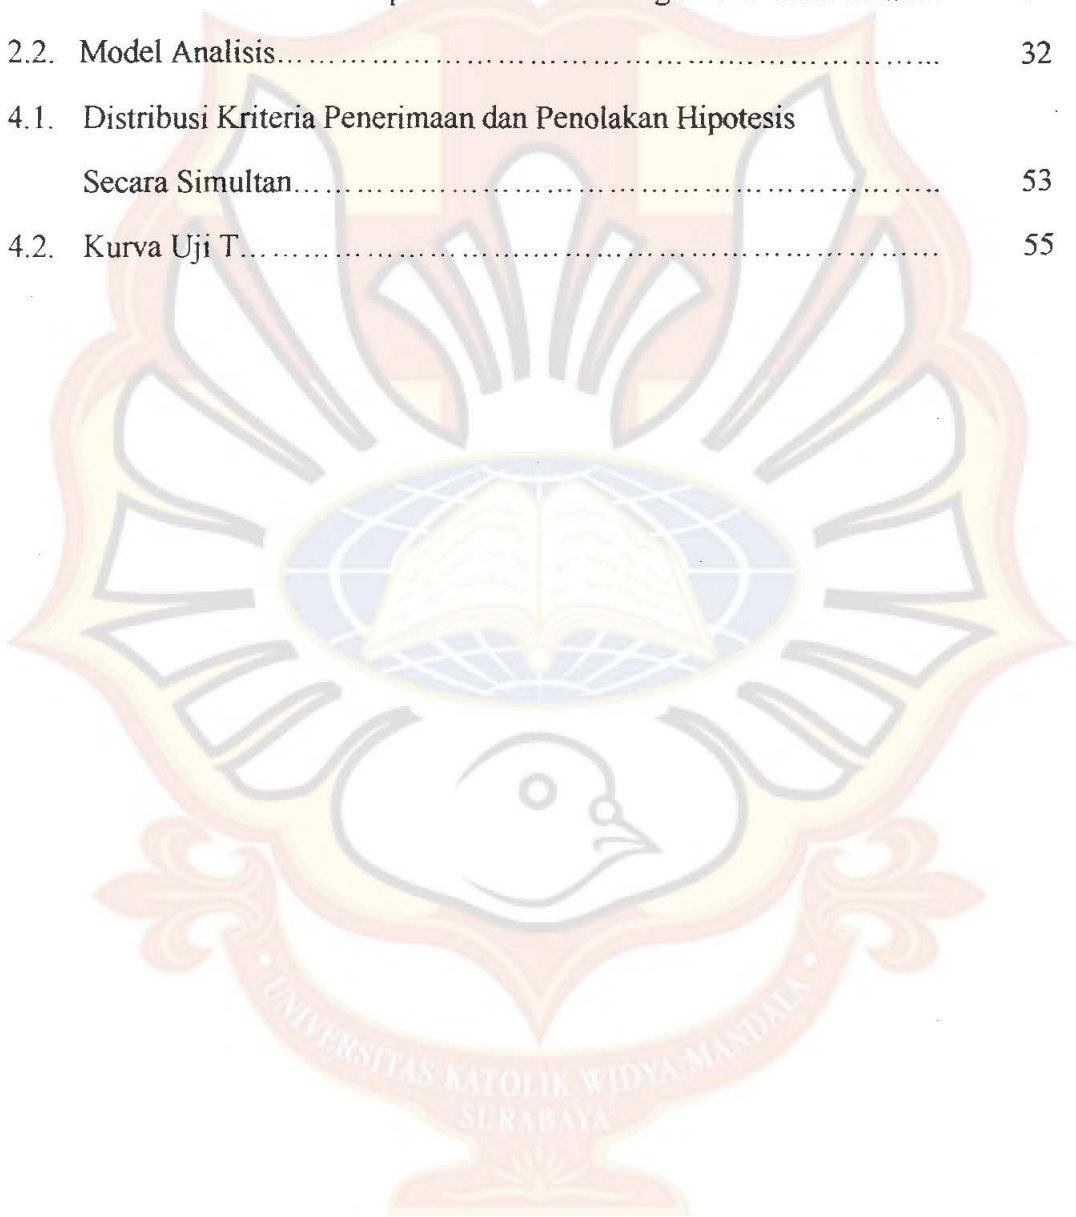 2.2. Model Analisis........................................................ 32
4.1. Distribusi Kriteria Penerimaan dan Penolakan Hipotesis
Secara Simultan........................................................ 53
4.2. Kurva Uji T........................................................ 55
UNIVERSITAS KATOLIK WIDYA MANDALA
SURABAYA